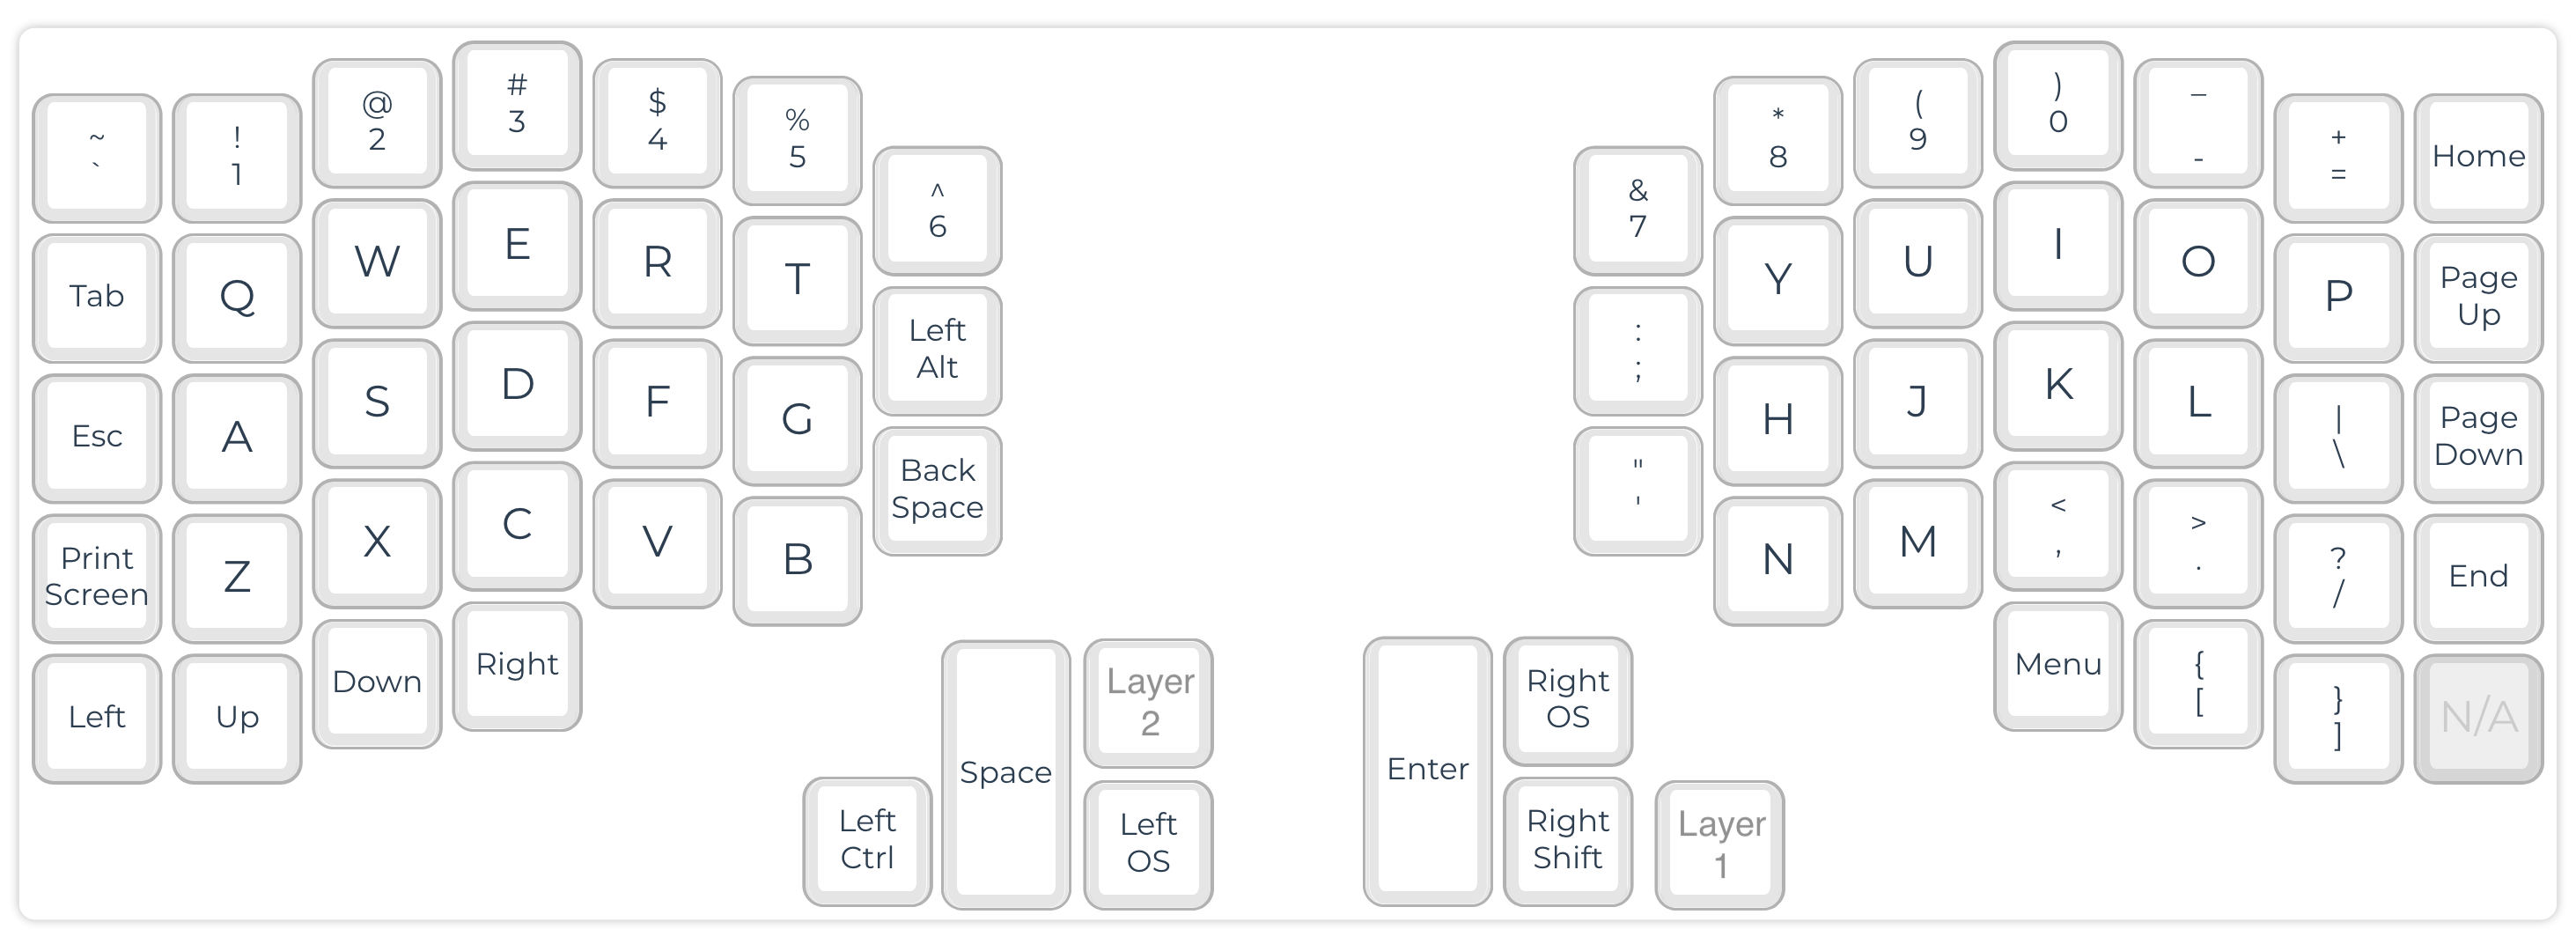 ~
`
!
1
@
2
#
3
$
4
%
5
^
6
&
7
*
8
(
9
)
0
_
-
+
=
Home
Tab
Q
W
E
R
T
Left
Alt
:
;
Y
U
I
O
P
Page
Up
Esc
A
S
D
F
G
Back
Space
"
'
H
J
K
L
|
\
Page
Down
Print
Screen
Z
X
C
V
B
N
M
<
,
>
.
?
/
End
Left
Up
Down
Right
Menu
{
[
}
]
N/A
Left
Ctrl
Space
Layer
2
Left
OS
Enter
Right
OS
Right
Shift
Layer
1